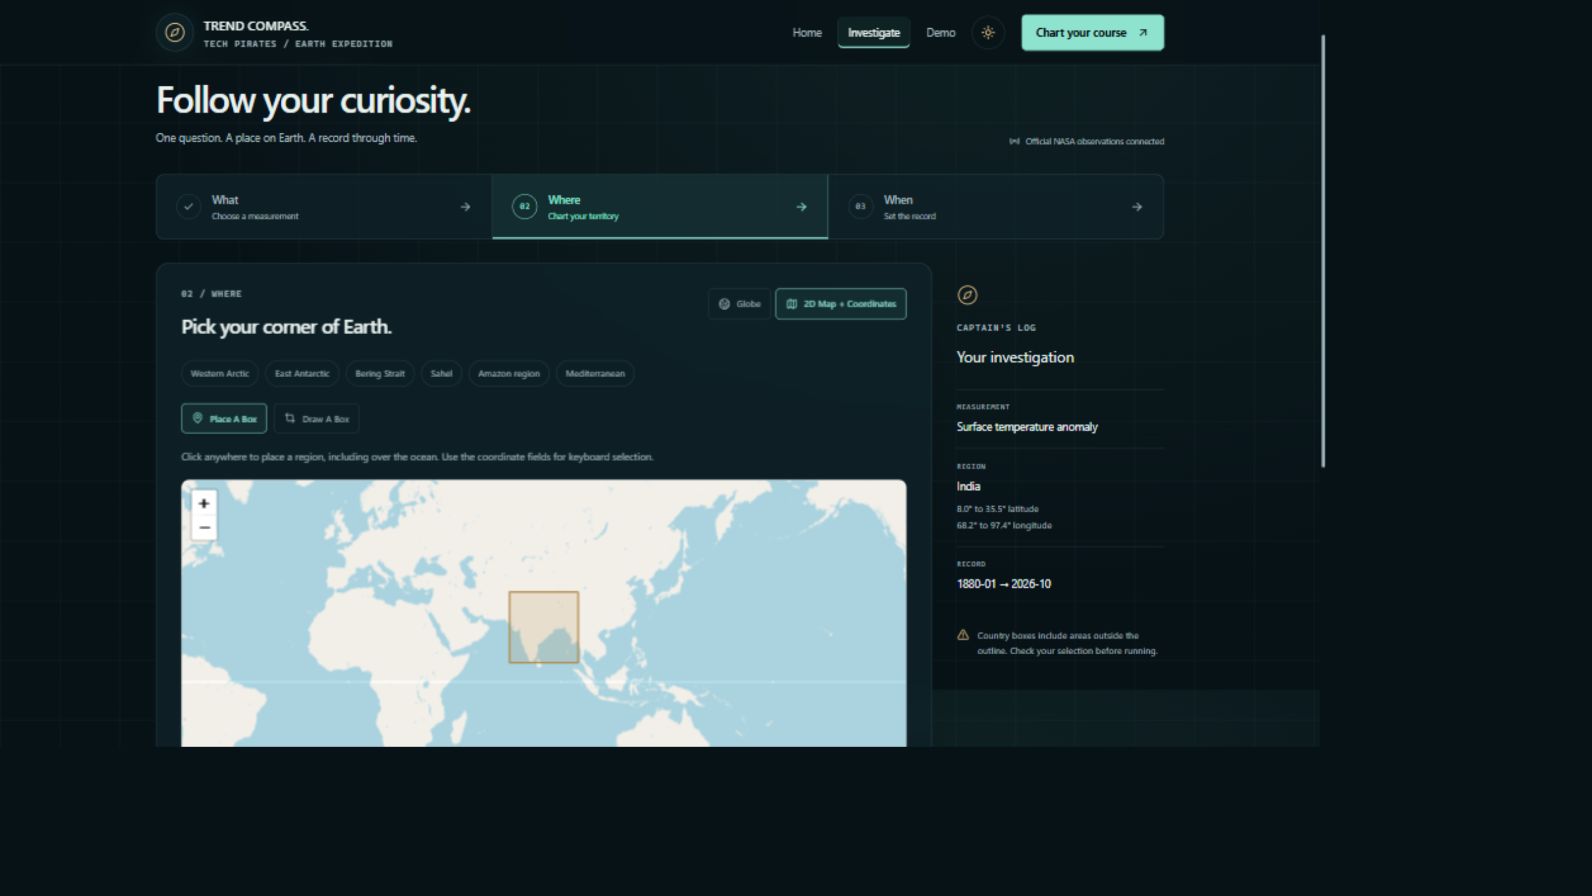 TREND COMPASS.
TECH PIRATES / EARTH EXPEDITION
Home
Investigate
Demo
Chart your course
Follow your curiosity.
One question. A place on Earth. A record through time.
Official NASA observations connected
What
Choose a measurement
02
Where
Chart your territory
03
When
Set the record
02 / WHERE
Pick your corner of Earth.
Globe
2D Map + Coordinates
Western Arctic
East Antarctic
Bering Strait
Sahel
Amazon region
Mediterranean
Place A Box
Draw A Box
Click anywhere to place a region, including over the ocean. Use the coordinate fields for keyboard selection.
+
−
CAPTAIN'S LOG
Your investigation
MEASUREMENT
Surface temperature anomaly
REGION
India
8.0° to 35.5° latitude
68.2° to 97.4° longitude
RECORD
1880-01 → 2026-10
Country boxes include areas outside the
outline. Check your selection before running.